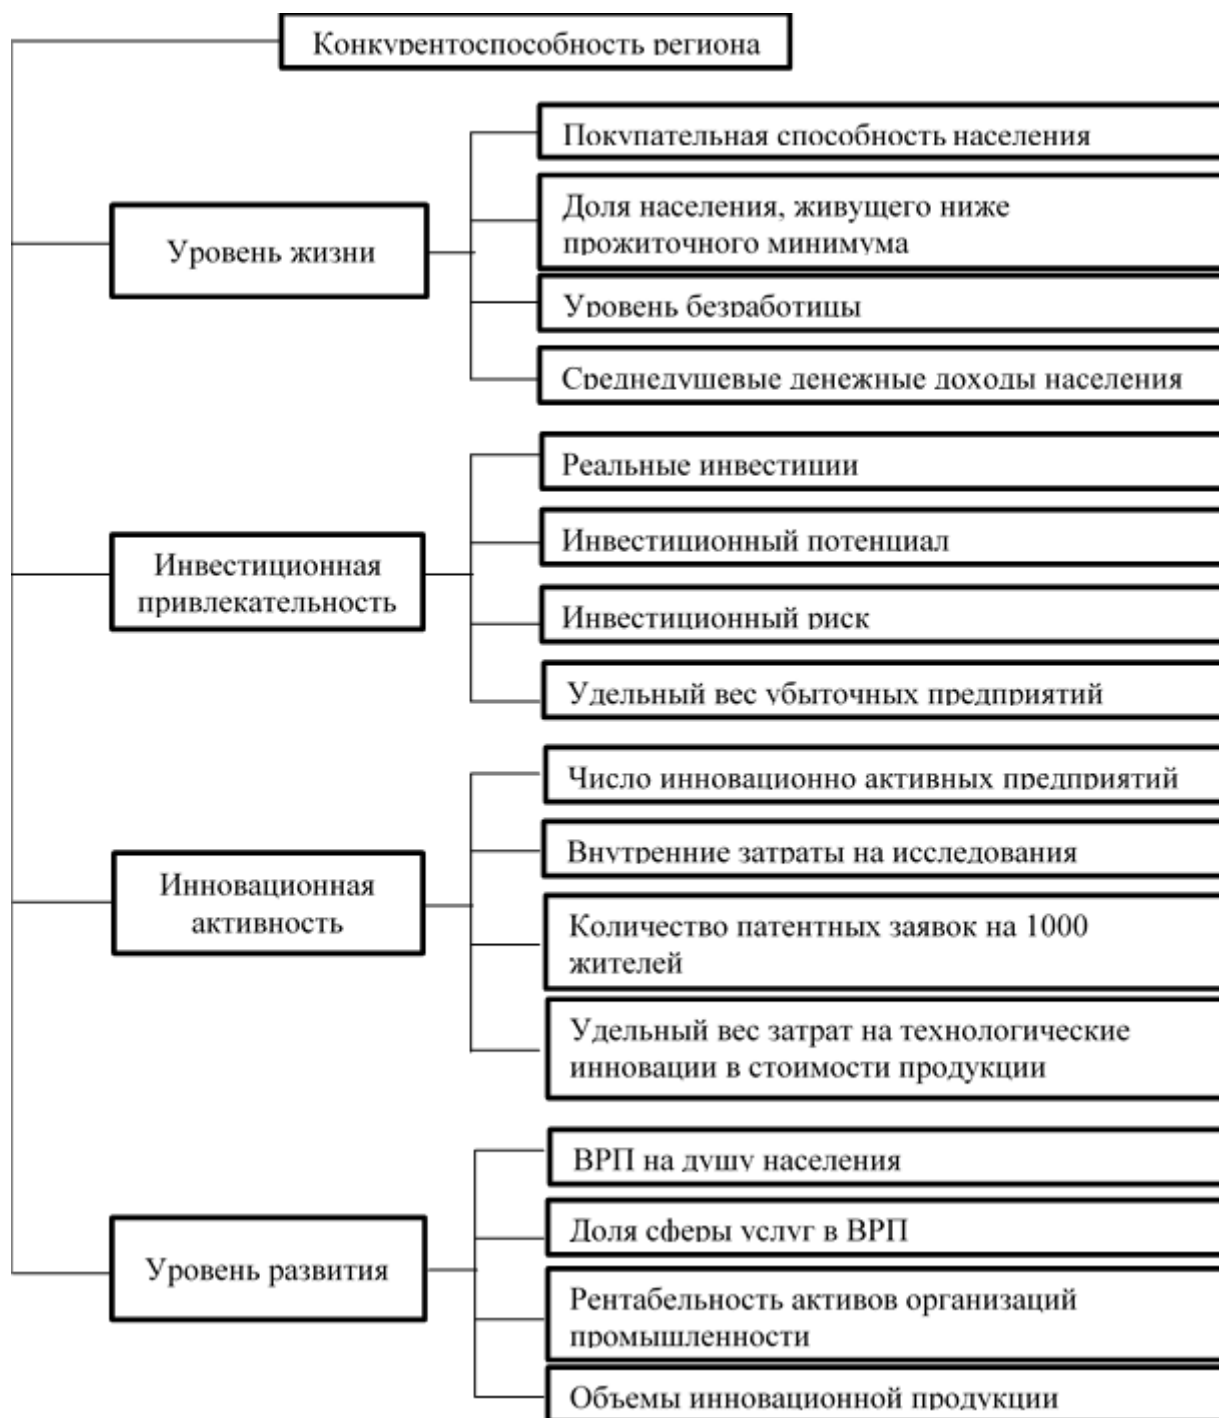 Конкурентоспособность региона
Покупательная способность населения
Доля населения, живущего ниже
прожиточного минимума
Уровень жизни
Уровень безработицы
Среднедушевые денежные доходы населения
Реальные инвестиции
Инвестиционный потенциал
Инвестиционная
привлекательность
Инвестиционный риск
Удельный вес убыточных предприятий
Число инновационно активных предприятий
Внутренние затраты на исследования
Инновационная
активность
Количество патентных заявок на 1000
жителей
Удельный вес затрат на технологические
инновации в стоимости продукции
ВРП на душу населения
Доля сферы услуг в ВРП
Уровень развития
Рентабельность активов организаций
промышленности
Объемы инновационной продукции